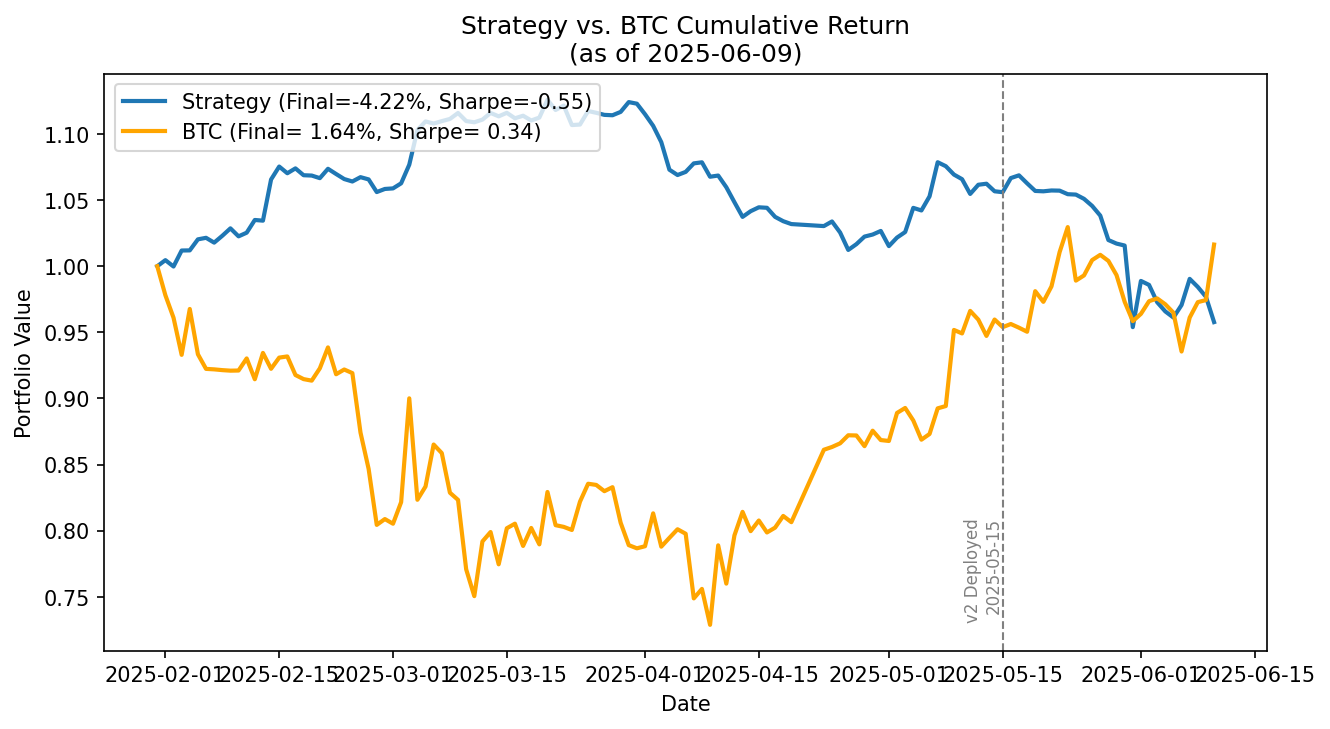 Strategy vs. BTC Cumulative Return
(as of 2025-06-09)
Strategy (Final=-4.22%, Sharpe=-0.55)
BTC (Final= 1.64%, Sharpe= 0.34)
Portfolio Value
1.10
1.05
1.00
0.95
0.90
0.85
0.80
0.75
v2 Deployed
2025-05-15
2025-02-01
2025-02-15
2025-03-01
2025-03-15
2025-04-01
2025-04-15
2025-05-01
2025-05-15
2025-06-01
2025-06-15
Date